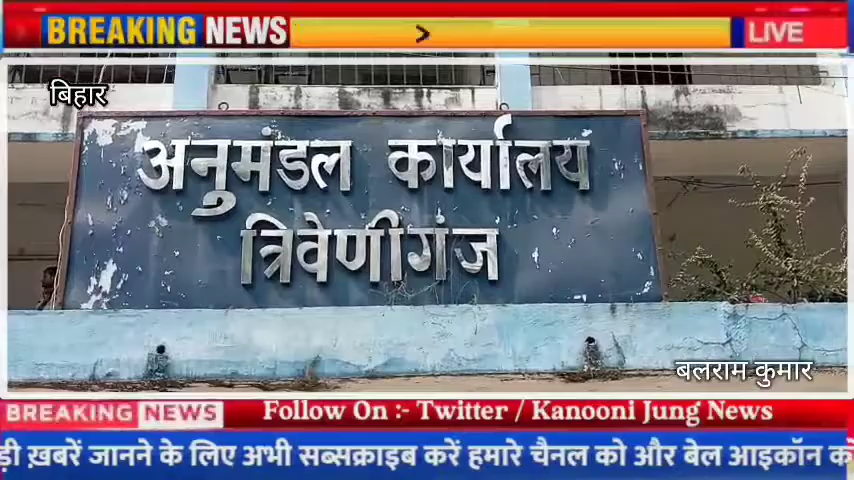 BREAKING NEWS
LIVE
बिहार
अनुमंडल कार्यालय
त्रिवेणीगंज
बलराम कुमार
BREAKING NEWS
Follow On :- Twitter / Kanooni Jung News
ख़बरें जानने के लिए अभी सब्सक्राइब करें हमारे चैनल को और बेल आइकॉन